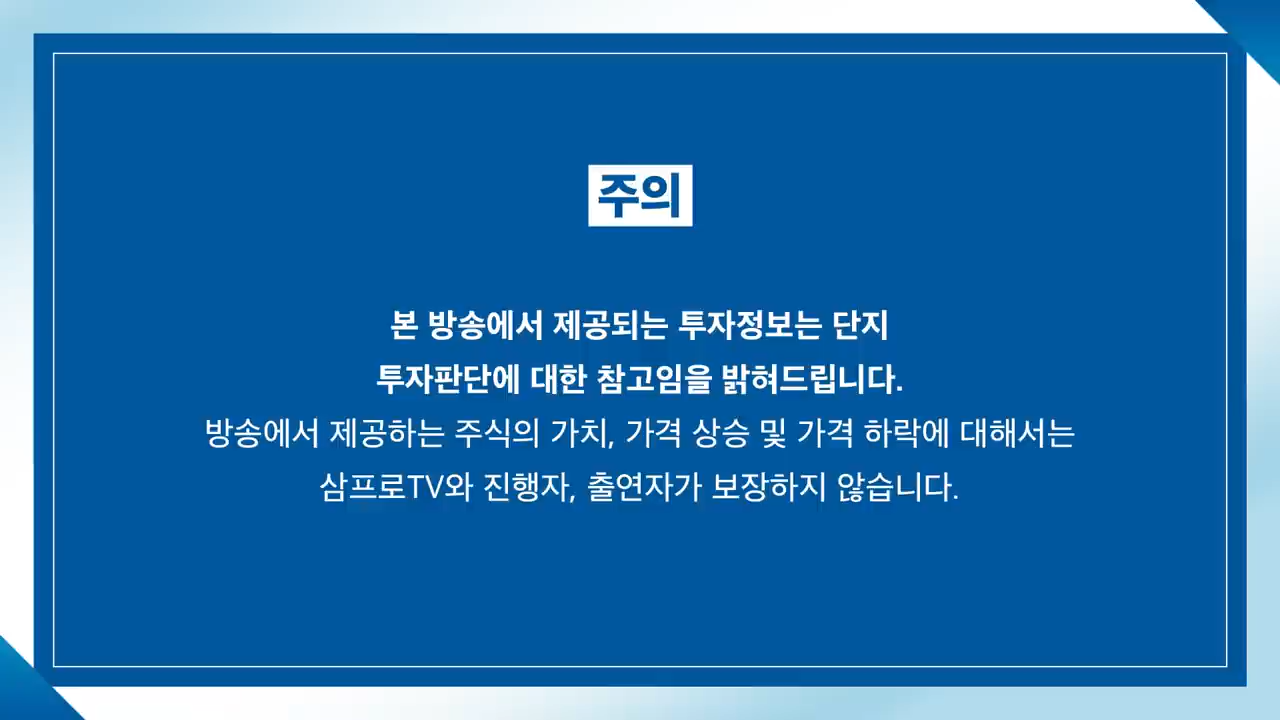 주의
본 방송에서 제공되는 투자정보는 단지
투자판단에 대한 참고임을 밝혀드립니다.
방송에서 제공하는 주식의 가치, 가격 상승 및 가격 하락에 대해서는
삼프로TV와 진행자, 출연자가 보장하지 않습니다.